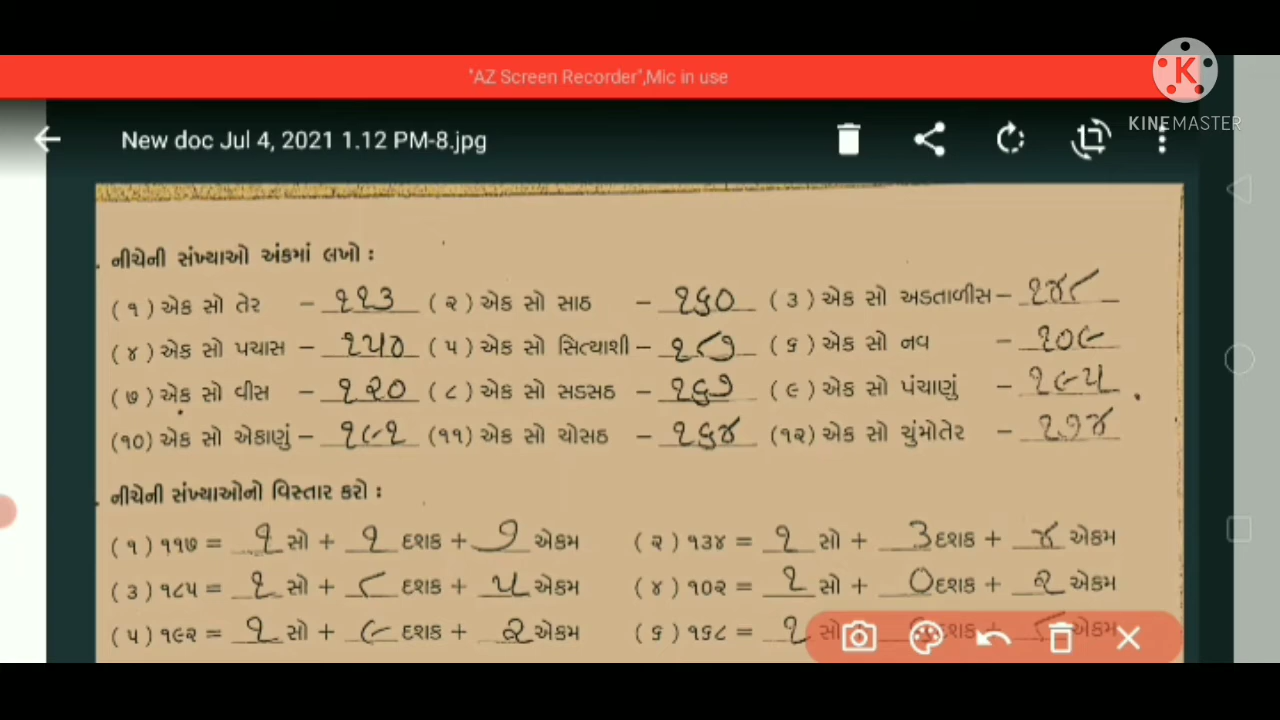 "AZ Screen Recorder",Mic in use
KINEMASTER
New doc Jul 4, 2021 1.12 PM-8.jpg
નીચેની સંખ્યાઓ અંકમાં લખો :
(૧) એક સો તેર - ૧૧૩ (૨) એક સો સાઠ - ૧૬૦ (૩) એક સો અડતાળીસ - ૧૪૮
(૪) એક સો પચાસ - ૧૫૦ (૫) એક સો સિત્યાશી - ૧૮૭ (૬) એક સો નવ - ૧૦૯
(૭) એક સો વીસ - ૧૨૦ (૮) એક સો સડસઠ - ૧૬૭ (૯) એક સો પંચાણું - ૧૯૫
(૧૦) એક સો એકાણું - ૧૯૧ (૧૧) એક સો ચોસઠ - ૧૬૪ (૧૨) એક સો ચુંમોતેર - ૧૭૪
નીચેની સંખ્યાઓનો વિસ્તાર કરો :
(૧) ૧૧૭ = ૧ સો + ૧ દશક + ૭ એકમ (૨) ૧૩૪ = ૧ સો + ૩ દશક + ૪ એકમ
(૩) ૧૮૫ = ૧ સો + ૮ દશક + ૫ એકમ (૪) ૧૦૨ = ૧ સો + ૦ દશક + ૨ એકમ
(૫) ૧૯૨ = ૧ સો + ૯ દશક + ૨ એકમ (૬) ૧૬૮ = ૧ સો દશક + ૮ એકમ